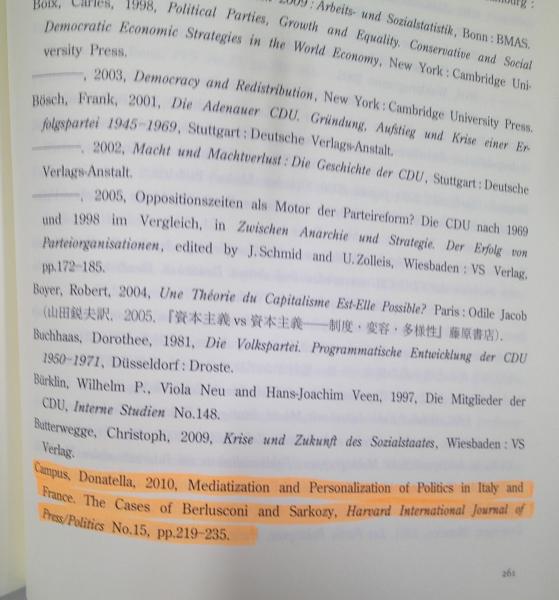 Boix, Carles, 1998, Political Parties, Growth and Equality. Conservative and Social
2009: Arbeits- und Sozialstatistik, Bonn: BMAS.
Democratic Economic Strategies in the World Economy, New York: Cambridge Uni-
versity Press.
———, 2003, Democracy and Redistribution, New York: Cambridge University Press.
Bösch, Frank, 2001, Die Adenauer CDU. Gründung, Aufstieg und Krise einer Er-
folgspartei 1945-1969, Stuttgart: Deutsche Verlags-Anstalt.
———, 2002, Macht und Machtverlust: Die Geschichte der CDU, Stuttgart: Deutsche
Verlags-Anstalt.
———, 2005, Oppositionszeiten als Motor der Parteireform? Die CDU nach 1969
und 1998 im Vergleich, in Zwischen Anarchie und Strategie. Der Erfolg von
Parteiorganisationen, edited by J. Schmid and U. Zolleis, Wiesbaden: VS Verlag,
pp.172-185.
Boyer, Robert, 2004, Une Théorie du Capitalisme Est-Elle Possible? Paris: Odile Jacob
(山田鋭夫訳, 2005, 『資本主義 vs 資本主義——制度・変容・多様性』藤原書店).
Buchhaas, Dorothee, 1981, Die Volkspartei. Programmatische Entwicklung der CDU
1950-1971, Düsseldorf: Droste.
Bürklin, Wilhelm P., Viola Neu and Hans-Joachim Veen, 1997, Die Mitglieder der
CDU, Interne Studien No.148.
Butterwegge, Christoph, 2009, Krise und Zukunft des Sozialstaates, Wiesbaden: VS
Verlag.
Campus, Donatella, 2010, Mediatization and Personalization of Politics in Italy and
France. The Cases of Berlusconi and Sarkozy, Harvard International Journal of
Press/Politics No.15, pp.219-235.
261